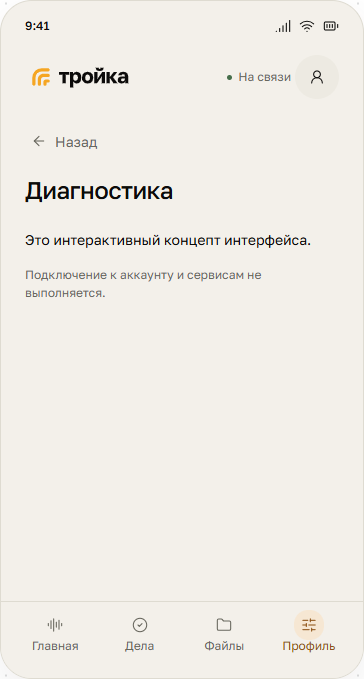 9:41
тройка
На связи
Назад
Диагностика
Это интерактивный концепт интерфейса.
Подключение к аккаунту и сервисам не
выполняется.
Главная
Дела
Файлы
Профиль